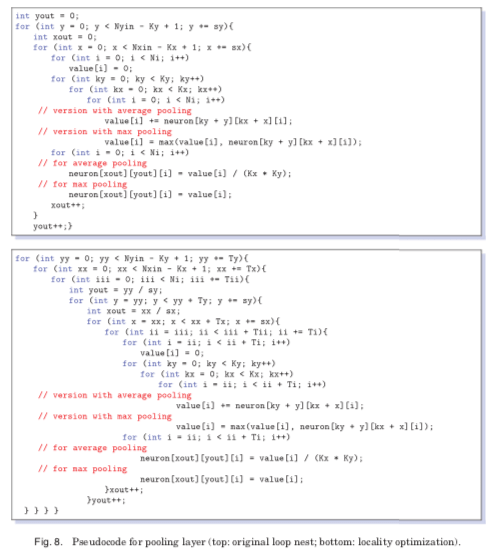 int yout = 0;
for (int y = 0; y < Nyin - Ky + 1; y += sy){
int xout = 0;
for (int x = 0; x < Nxin - Kx + 1; x += sx){
for (int i = 0; i < Ni; i++)
value[i] = 0;
for (int ky = 0; ky < Ky; ky++)
for (int kx = 0; kx < Kx; kx++)
for (int i = 0; i < Ni; i++)
// version with average pooling
value[i] += neuron[ky + y][kx + x][i];
// version with max pooling
value[i] = max(value[i], neuron[ky + y][kx + x][i]);
for (int i = 0; i < Ni; i++)
// for average pooling
neuron[xout][yout][i] = value[i] / (Kx * Ky);
// for max pooling
neuron[xout][yout][i] = value[i];
xout++;
}
yout++;}
for (int yy = 0; yy < Nyin - Ky + 1; yy += Ty){
for (int xx = 0; xx < Nxin - Kx + 1; xx += Tx){
for (int iii = 0; iii < Ni; iii += Tii){
int yout = yy / sy;
for (int y = yy; y < yy + Ty; y += sy){
int xout = xx / sx;
for (int x = xx; x < xx + Tx; x += sx){
for (int ii = iii; ii < iii + Tii; ii += Ti){
for (int i = ii; i < ii + Ti; i++)
value[i] = 0;
for (int ky = 0; ky < Ky; ky++)
for (int kx = 0; kx < Kx; kx++)
for (int i = ii; i < ii + Ti; i++)
// version with average pooling
value[i] += neuron[ky + y][kx + x][i];
// version with max pooling
value[i] = max(value[i], neuron[ky + y][kx + x][i]);
for (int i = ii; i < ii + Ti; i++)
// for average pooling
neuron[xout][yout][i] = value[i] / (Kx * Ky);
// for max pooling
neuron[xout][yout][i] = value[i];
}xout++;
}yout++;
} } } }
Fig. 8. Pseudocode for pooling layer (top: original loop nest; bottom: locality optimization).